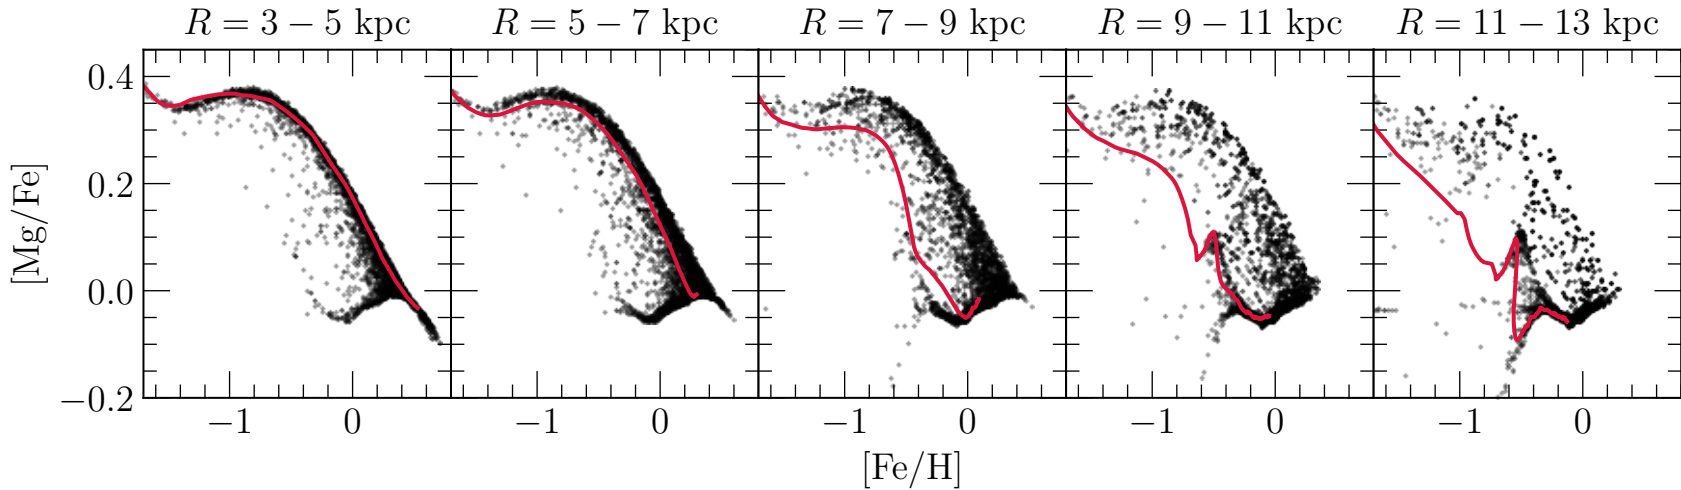 R = 3 − 5 kpc R = 5 − 7 kpc R = 7 − 9 kpc R = 9 − 11 kpc R = 11 − 13 kpc
0.4
0.2
0.0
−0.2
[Mg/Fe]
−1 0 −1 0 −1 0 −1 0 −1 0
[Fe/H]